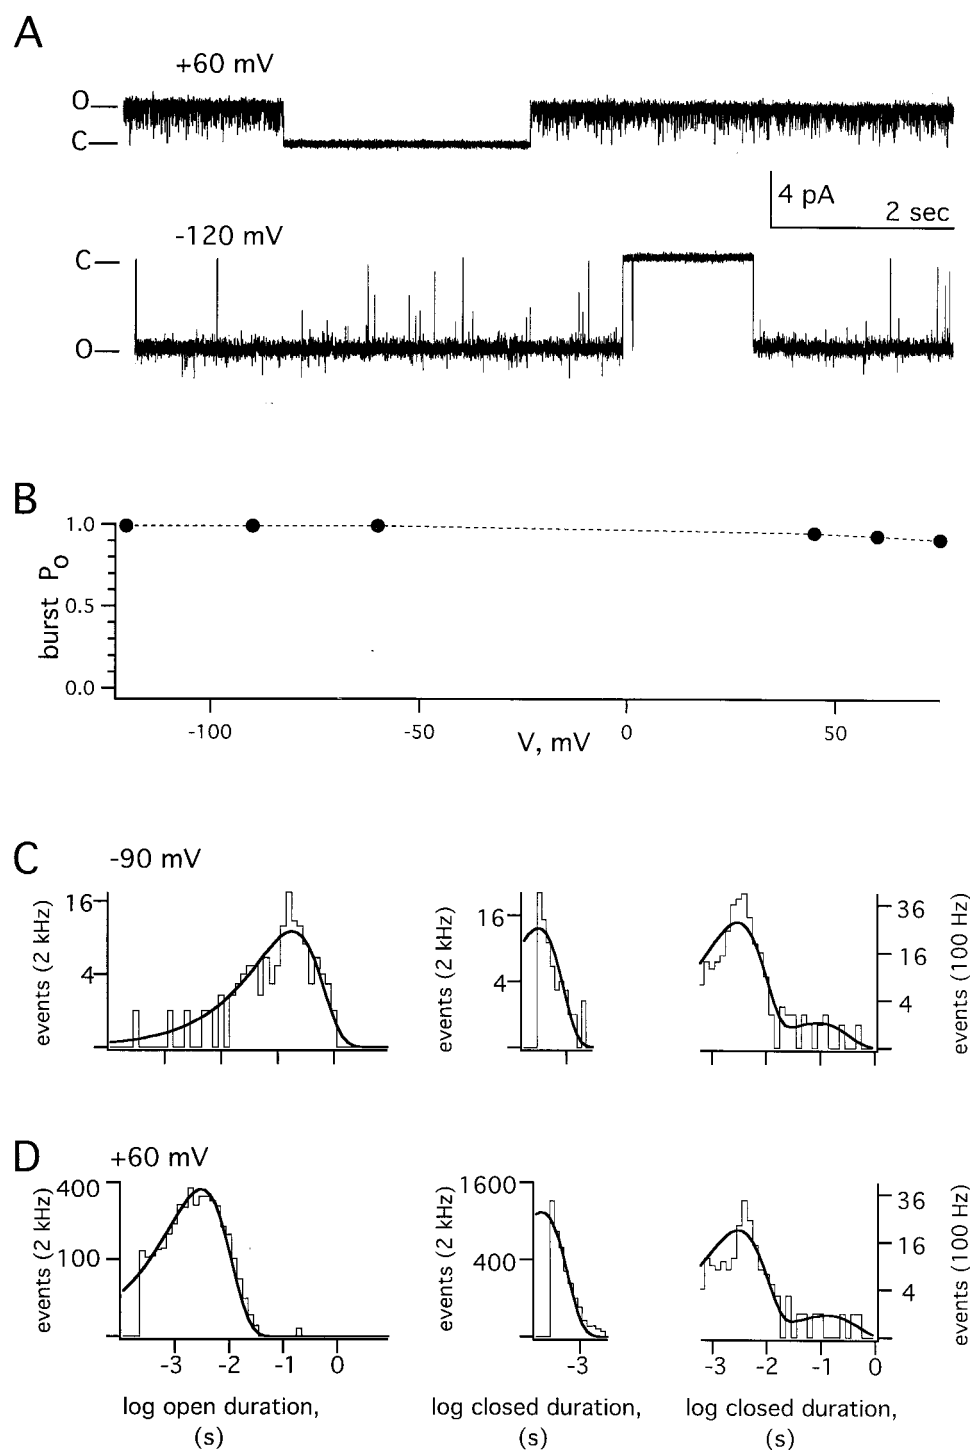 A
+60 mV
O
C
4 pA
2 sec
-120 mV
C
O
B
1.0
0.5
0.0
burst Po
-100
-50
0
50
V, mV
C
-90 mV
16
4
events (2 kHz)
16
4
events (2 kHz)
36
16
4
events (100 Hz)
D
+60 mV
400
100
events (2 kHz)
-3
-2
-1
0
log open duration,
(s)
1600
400
events (2 kHz)
-3
log closed duration,
(s)
36
16
4
events (100 Hz)
-3
-2
-1
0
log closed duration,
(s)